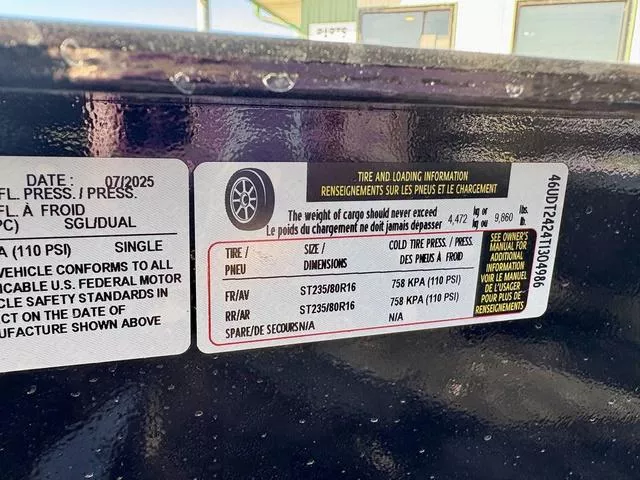 PARTS
DATE : 07/2025
FL. PRESS. / PRESS.
FL. À FROID
PC) SGL/DUAL
A (110 PSI) SINGLE
VEHICLE CONFORMS TO ALL
LICABLE U.S. FEDERAL MOTOR
CLE SAFETY STANDARDS IN
CT ON THE DATE OF
UFACTURE SHOWN ABOVE
TIRE AND LOADING INFORMATION
RENSEIGNEMENTS SUR LES PNEUS ET LE CHARGEMENT
The weight of cargo should never exceed
Le poids du chargement ne doit jamais dépasser
4,472 kg or kg ou 9,860 lbs. lb.
TIRE / SIZE / COLD TIRE PRESS. / PRESS.
PNEU DIMENSIONS DES PNEUS À FROID
FR/AV ST235/80R16 758 KPA (110 PSI)
RR/AR ST235/80R16 758 KPA (110 PSI)
SPARE/DE SECOURS N/A N/A
SEE OWNER'S
MANUAL FOR
ADDITIONAL
INFORMATION
VOIR LE MANUEL
DE L'USAGER
POUR PLUS DE
RENSEIGNEMENTS
46UDT2424T1304986